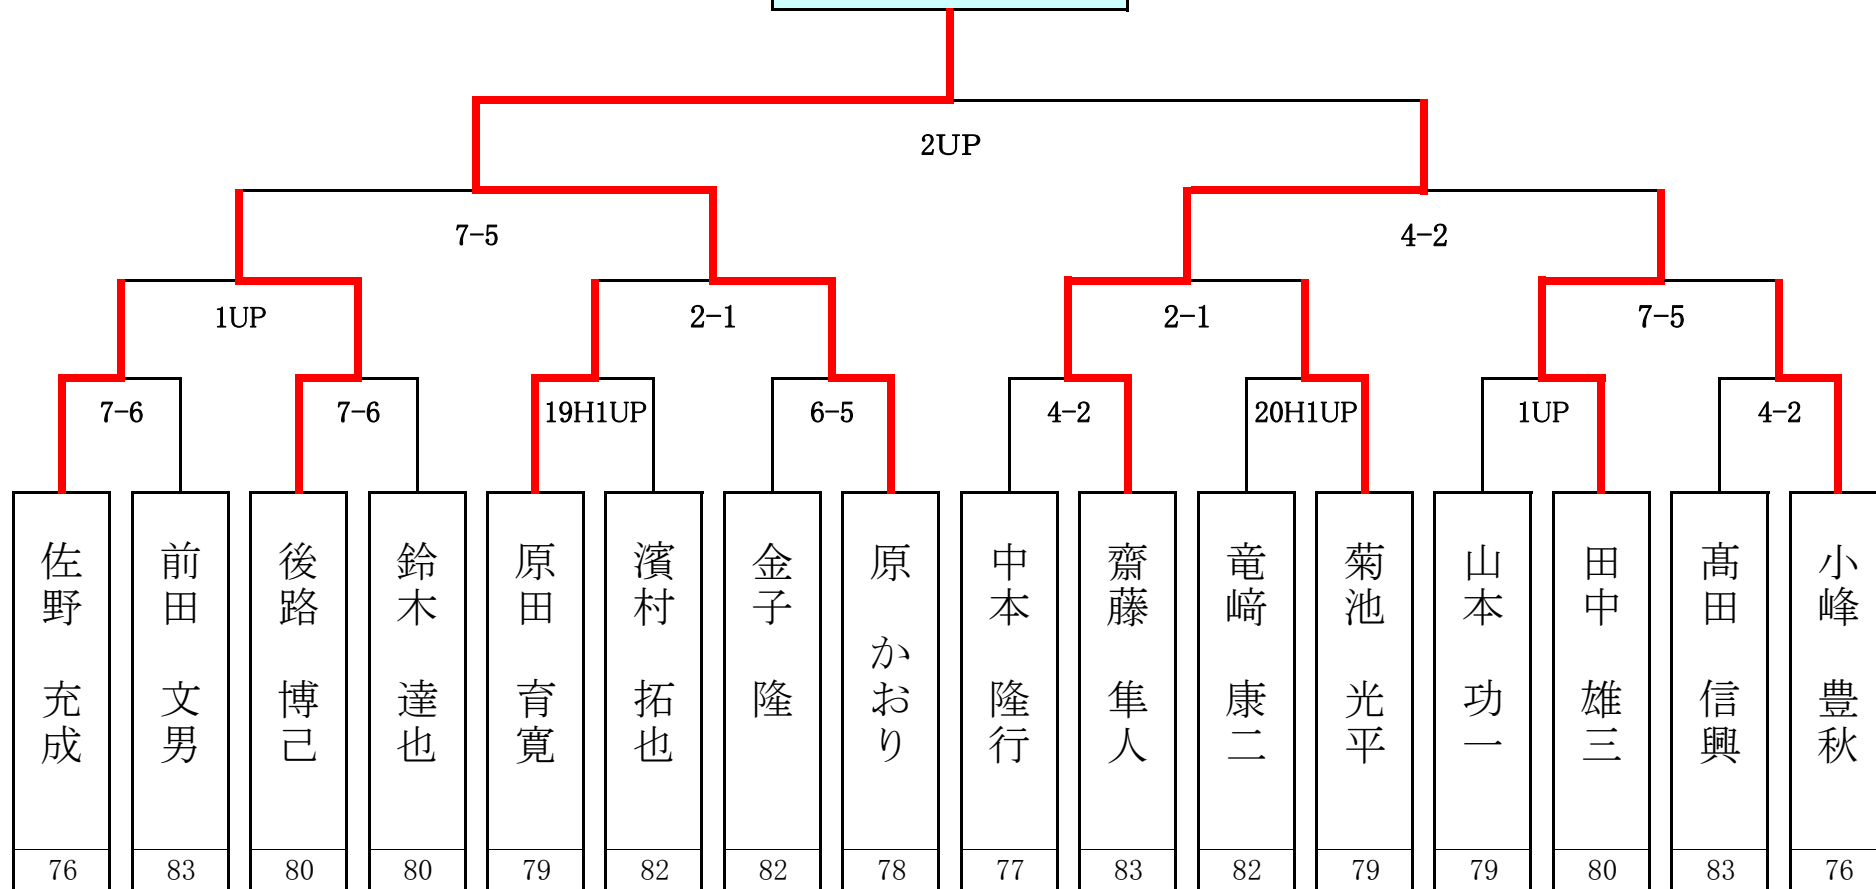 2UP
7-5
4-2
1UP
2-1
2-1
7-5
7-6
7-6
19H1UP
6-5
4-2
20H1UP
1UP
4-2
佐野 充成
前田 文男
後路 博己
鈴木 達也
原田 育寛
濱村 拓也
金子 隆
原 かおり
中本 隆行
齋藤 隼人
竜﨑 康二
菊池 光平
山本 功一
田中 雄三
髙田 信興
小峰 豊秋
76
83
80
80
79
82
82
78
77
83
82
79
79
80
83
76